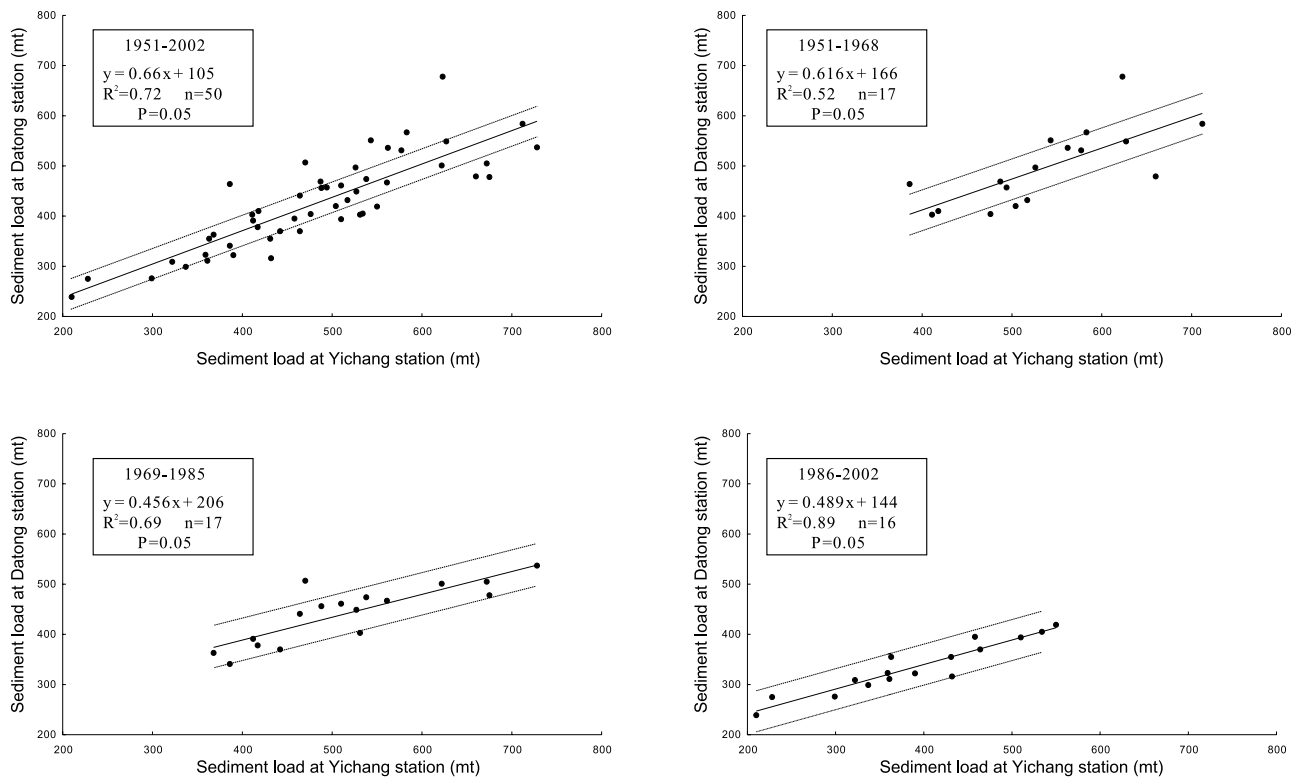 1951-2002
y = 0.66x + 105
R²=0.72 n=50
P=0.05
Sediment load at Datong station (mt)
800
700
600
500
400
300
200
200 300 400 500 600 700 800
Sediment load at Yichang station (mt)
1951-1968
y = 0.616x + 166
R²=0.52 n=17
P=0.05
Sediment load at Datong station (mt)
800
700
600
500
400
300
200
200 300 400 500 600 700 800
Sediment load at Yichang station (mt)
1969-1985
y = 0.456x + 206
R²=0.69 n=17
P=0.05
Sediment load at Datong station (mt)
800
700
600
500
400
300
200
200 300 400 500 600 700 800
Sediment load at Yichang station (mt)
1986-2002
y = 0.489x + 144
R²=0.89 n=16
P=0.05
Sediment load at Datong station (mt)
800
700
600
500
400
300
200
200 300 400 500 600 700 800
Sediment load at Yichang station (mt)